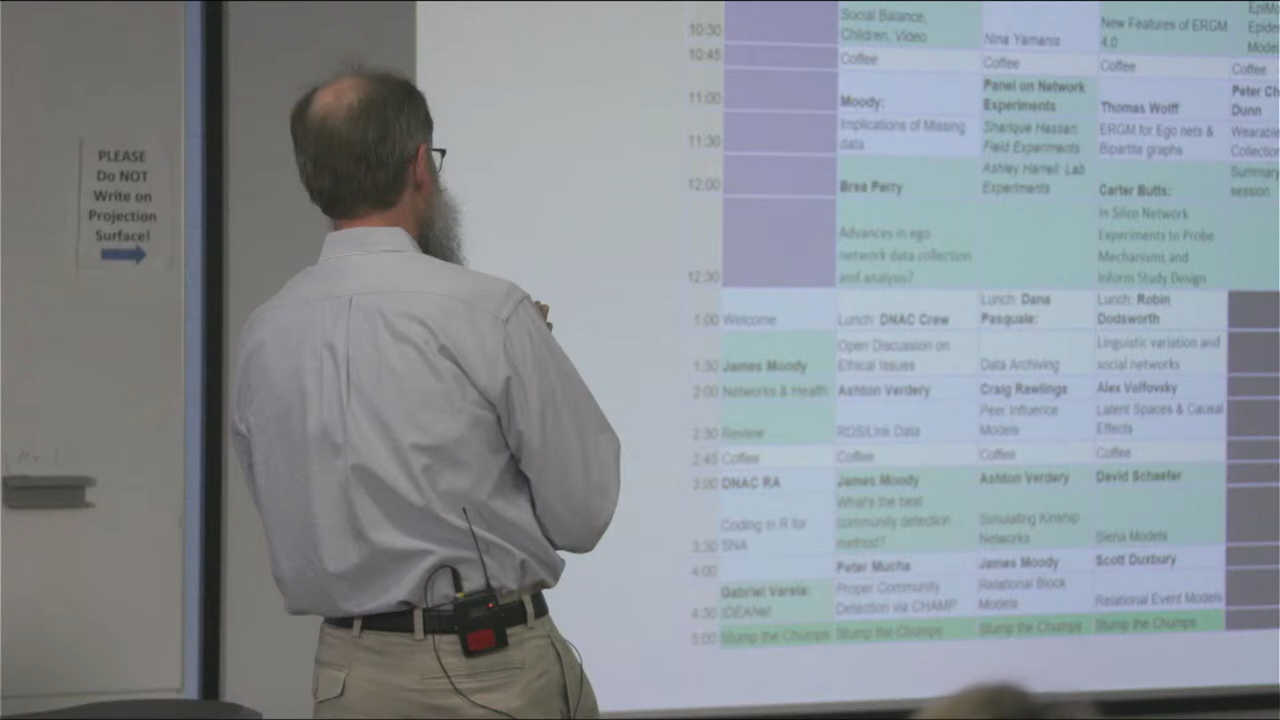 PLEASE
Do NOT
Write on
Projection
Surface!
10:30
Social Balance,
Children, Video
Nina Yamanis
New Features of ERGM
4.0
10:45
Coffee
Coffee
Coffee
Coffee
11:00
Moody:
Panel on Network
Experiments
Thomas Wolff
Dunn
11:30
Implications of Missing
data
Sharique Hassan:
Field Experiments
ERGM for Ego nets &
Bipartite graphs
12:00
Brea Perry
Ashley Harrell: Lab
Experiments
Carter Butts:
Summary
session
12:30
Advances in ego
network data collection
and analysis?
In Silico Network
Experiments to Probe
Mechanisms and
Inform Study Design
1:00
Welcome
Lunch: DNAC Crew
Lunch: Dana
Pasquale:
Lunch: Robin
Dodsworth
1:30
James Moody
Open Discussion on
Ethical Issues
Data Archiving
Linguistic variation and
social networks
2:00
Networks & Health
Ashton Verdery
Craig Rawlings
Alex Volfovsky
2:30
Review
RDS/Link Data
Peer Influence
Models
Latent Spaces & Causal
Effects
2:45
Coffee
Coffee
Coffee
Coffee
3:00
DNAC RA
James Moody
Ashton Verdery
David Schaefer
3:30
Coding in R for
SNA
What's the best
community detection
method?
Simulating Kinship
Networks
Siena Models
4:00
Peter Mucha
James Moody
Scott Duxbury
4:30
Gabriel Varela:
IDEANet
Proper Community
Detection via CHAMP
Relational Block
Models
Relational Event Models
5:00
Stump the Chumps
Stump the Chumps
Stump the Chumps
Stump the Chumps